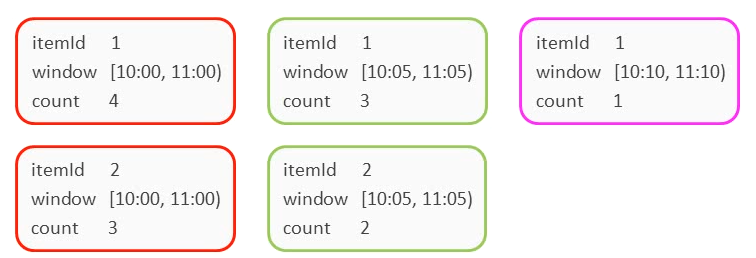 itemId 1
window [10:00, 11:00)
count 4
itemId 1
window [10:05, 11:05)
count 3
itemId 1
window [10:10, 11:10)
count 1
itemId 2
window [10:00, 11:00)
count 3
itemId 2
window [10:05, 11:05)
count 2